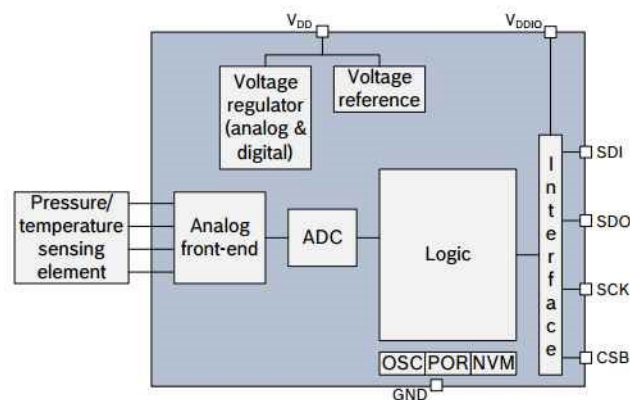 VDD
VDDIO
Voltage
regulator
(analog &
digital)
Voltage
reference
Pressure/
temperature
sensing
element
Analog
front-end
ADC
Logic
Interface
SDI
SDO
SCK
CSB
OSC POR NVM
GND